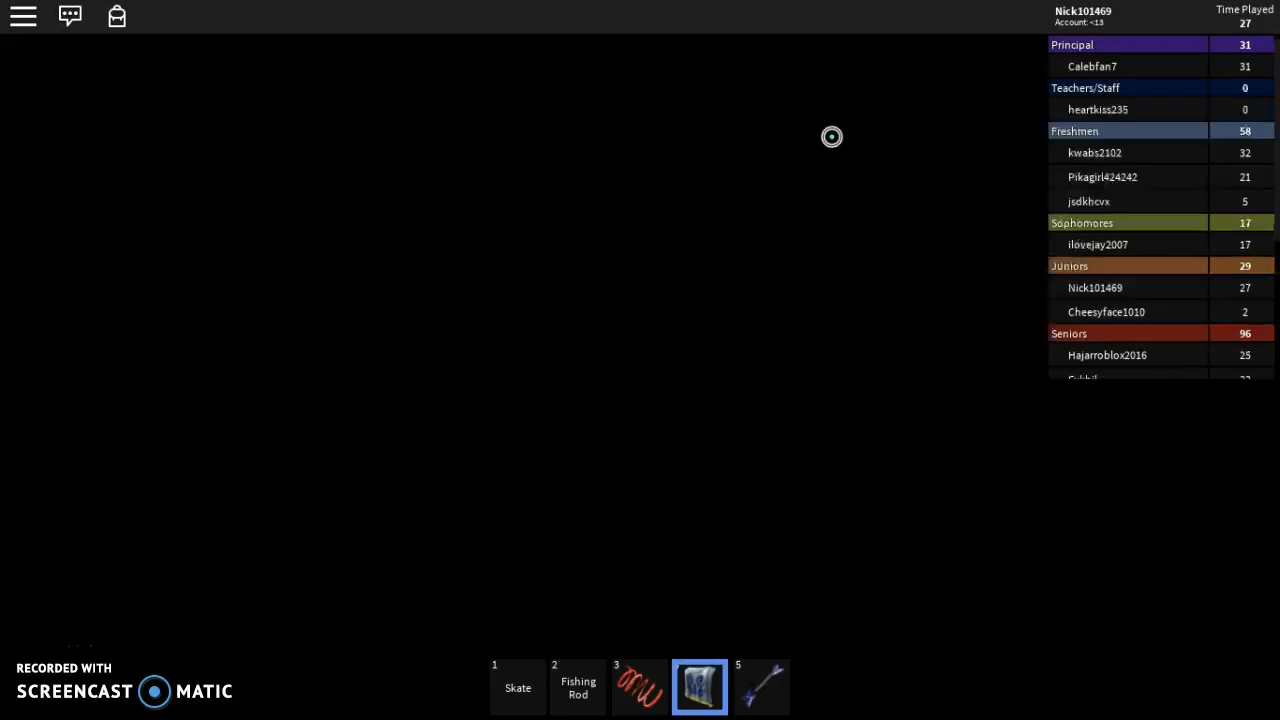 Nick101469
Account: <13
Time Played
27
Principal 31
Calebfan7 31
Teachers/Staff 0
heartkiss235 0
Freshmen 58
kwabs2102 32
Pikagirl424242 21
jsdkhcvx 5
Sophomores 17
ilovejay2007 17
Juniors 29
Nick101469 27
Cheesyface1010 2
Seniors 96
Hajarroblox2016 25
RECORDED WITH
SCREENCAST MATIC
1
Skate
2
Fishing
Rod
3
5